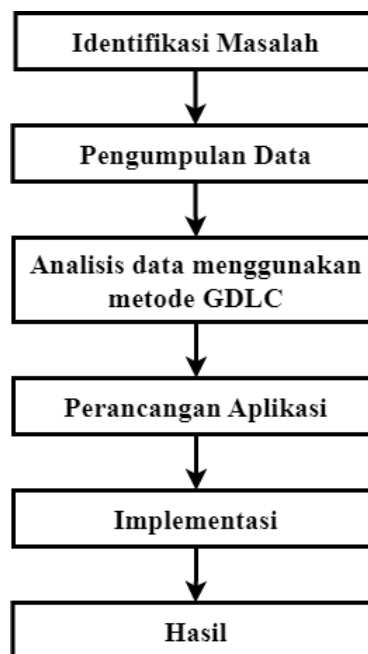 Identifikasi Masalah
Pengumpulan Data
Analisis data menggunakan
metode GDLC
Perancangan Aplikasi
Implementasi
Hasil